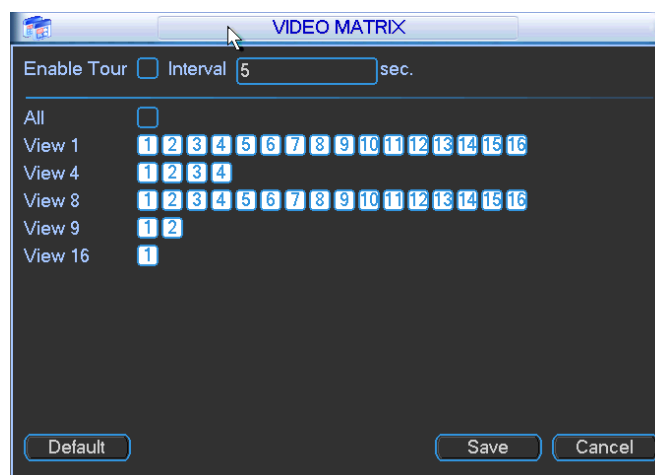 VIDEO MATRIX
Enable Tour Interval 5 sec.
All
View 1 1 2 3 4 5 6 7 8 9 10 11 12 13 14 15 16
View 4 1 2 3 4
View 8 1 2 3 4 5 6 7 8 9 10 11 12 13 14 15 16
View 9 1 2
View 16 1
Default Save Cancel